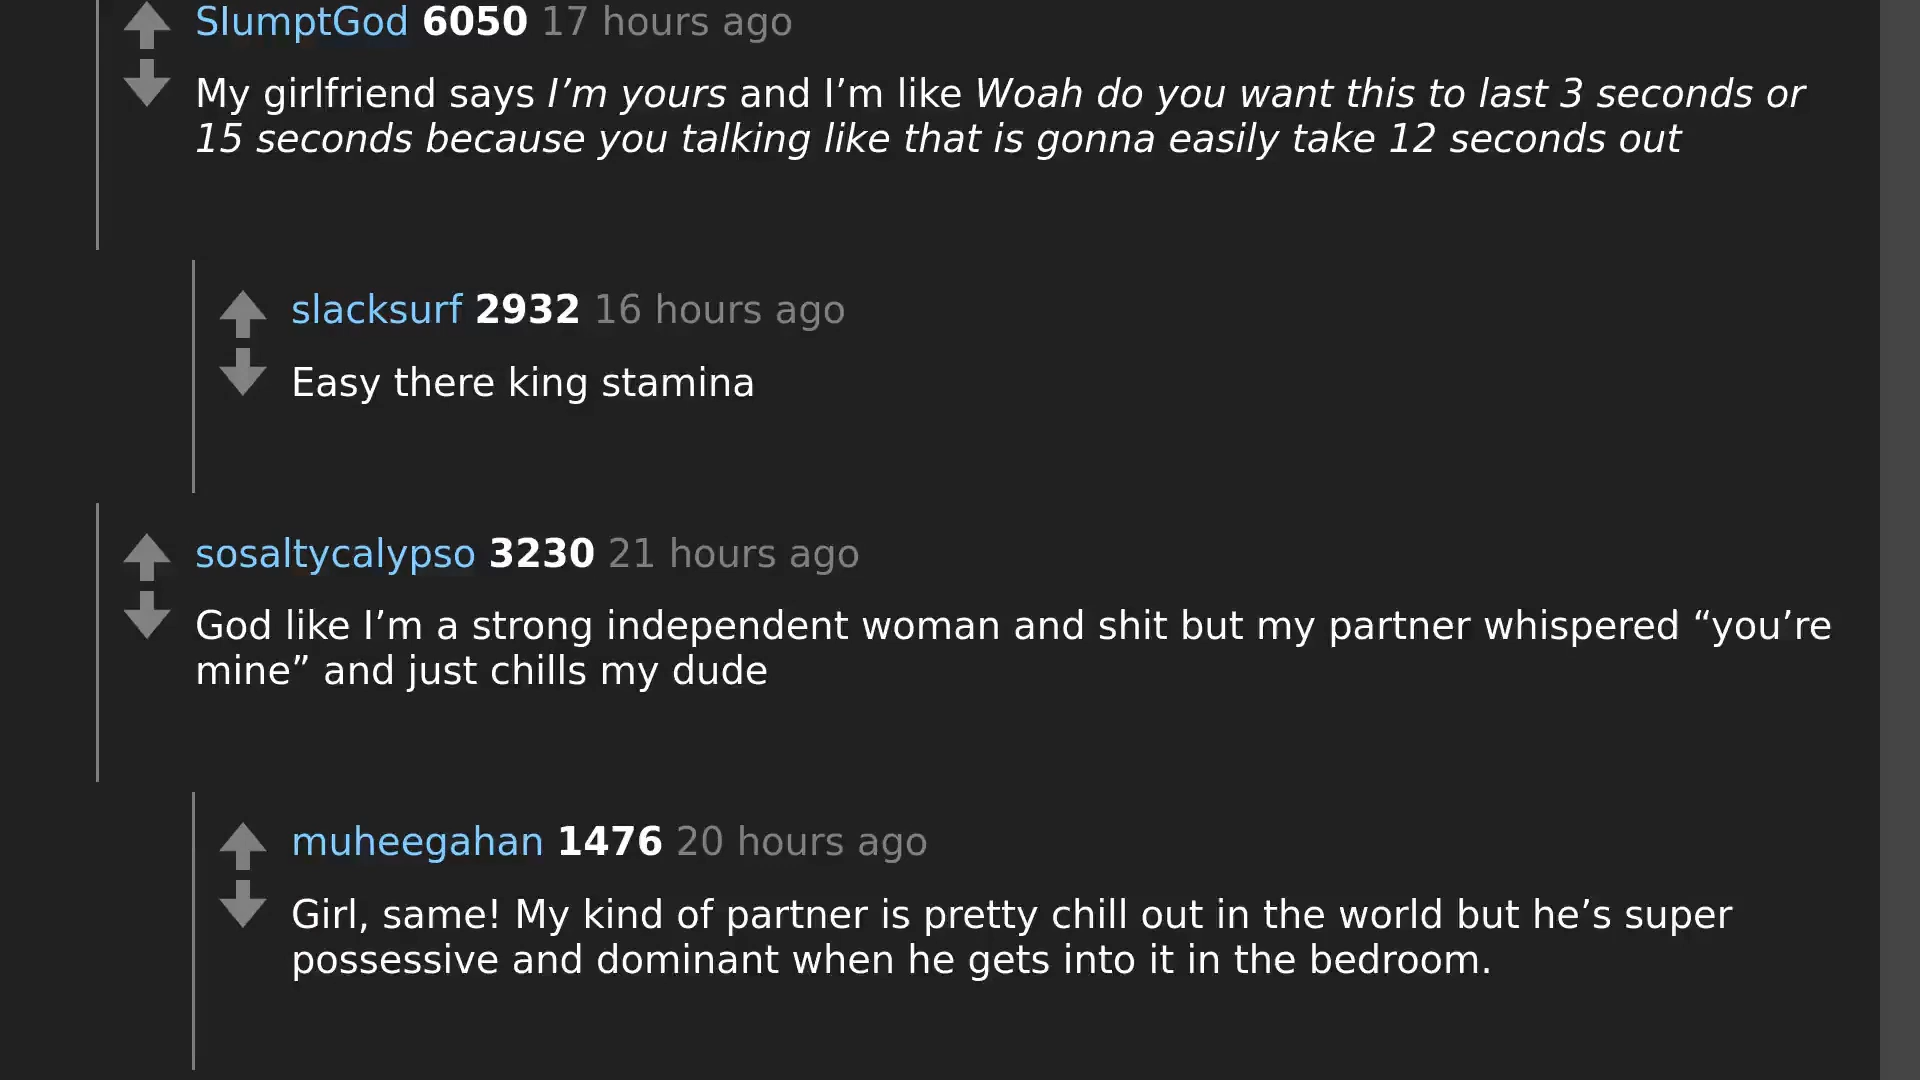 SlumptGod 6050 17 hours ago
My girlfriend says I’m yours and I’m like Woah do you want this to last 3 seconds or
15 seconds because you talking like that is gonna easily take 12 seconds out
slacksurf 2932 16 hours ago
Easy there king stamina
sosaltycalypso 3230 21 hours ago
God like I’m a strong independent woman and shit but my partner whispered “you’re
mine” and just chills my dude
muheegahan 1476 20 hours ago
Girl, same! My kind of partner is pretty chill out in the world but he’s super
possessive and dominant when he gets into it in the bedroom.